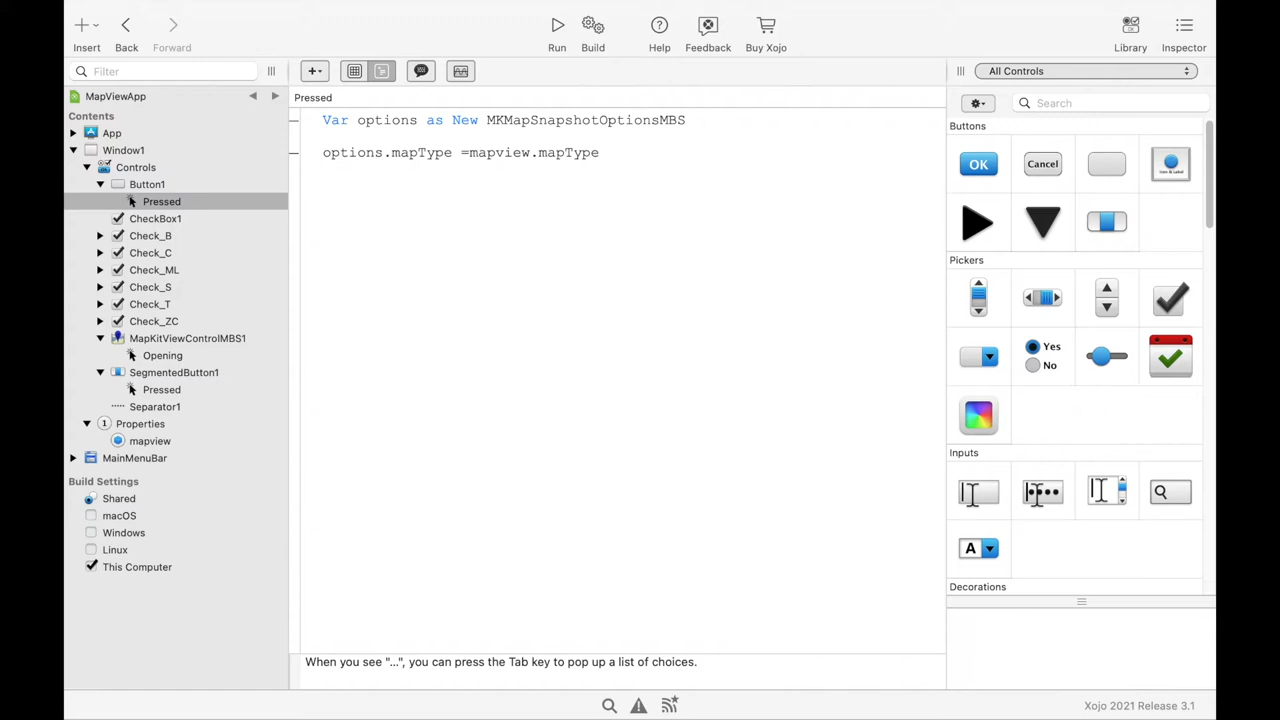 Insert
Back
Forward
Run
Build
Help
Feedback
Buy Xojo
Library
Inspector
Filter
All Controls
MapViewApp
Contents
App
Window1
Controls
Button1
Pressed
CheckBox1
Check_B
Check_C
Check_ML
Check_S
Check_T
Check_ZC
MapKitViewControlMBS1
Opening
SegmentedButton1
Pressed
Separator1
1 Properties
mapview
MainMenuBar
Build Settings
Shared
macOS
Windows
Linux
This Computer
Pressed
Var options as New MKMapSnapshotOptionsMBS
options.mapType =mapview.mapType
When you see "...", you can press the Tab key to pop up a list of choices.
Search
Buttons
OK
Cancel
Icon & Label
Pickers
Yes
No
Inputs
A
Decorations
Xojo 2021 Release 3.1